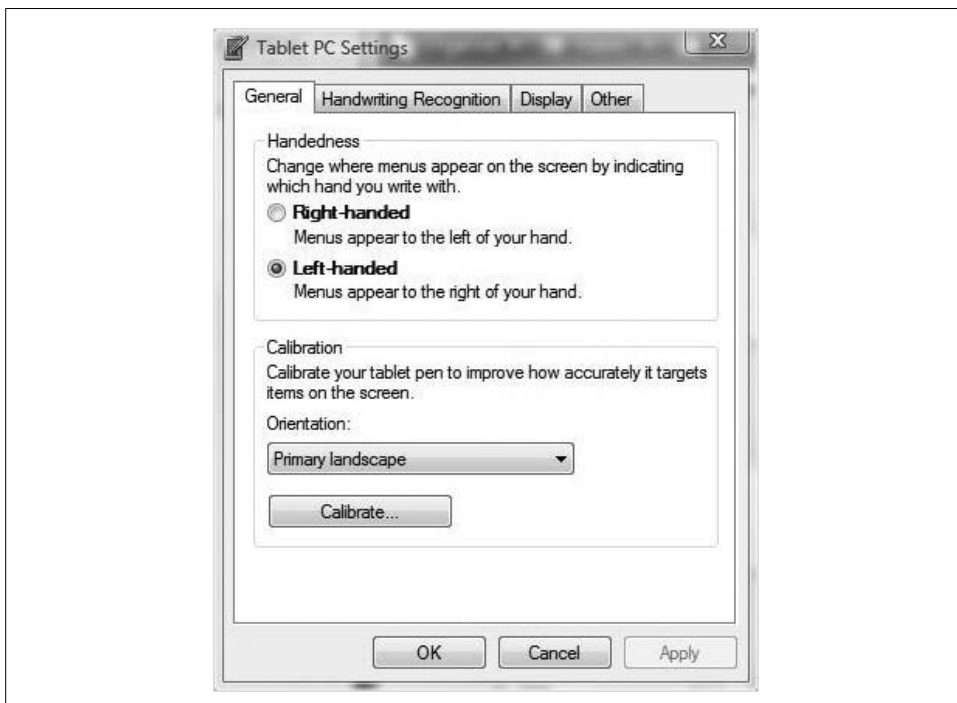 Tablet PC Settings
General Handwriting Recognition Display Other
Handedness
Change where menus appear on the screen by indicating
which hand you write with.
Right-handed
Menus appear to the left of your hand.
Left-handed
Menus appear to the right of your hand.
Calibration
Calibrate your tablet pen to improve how accurately it targets
items on the screen.
Orientation:
Primary landscape
Calibrate...
OK Cancel Apply